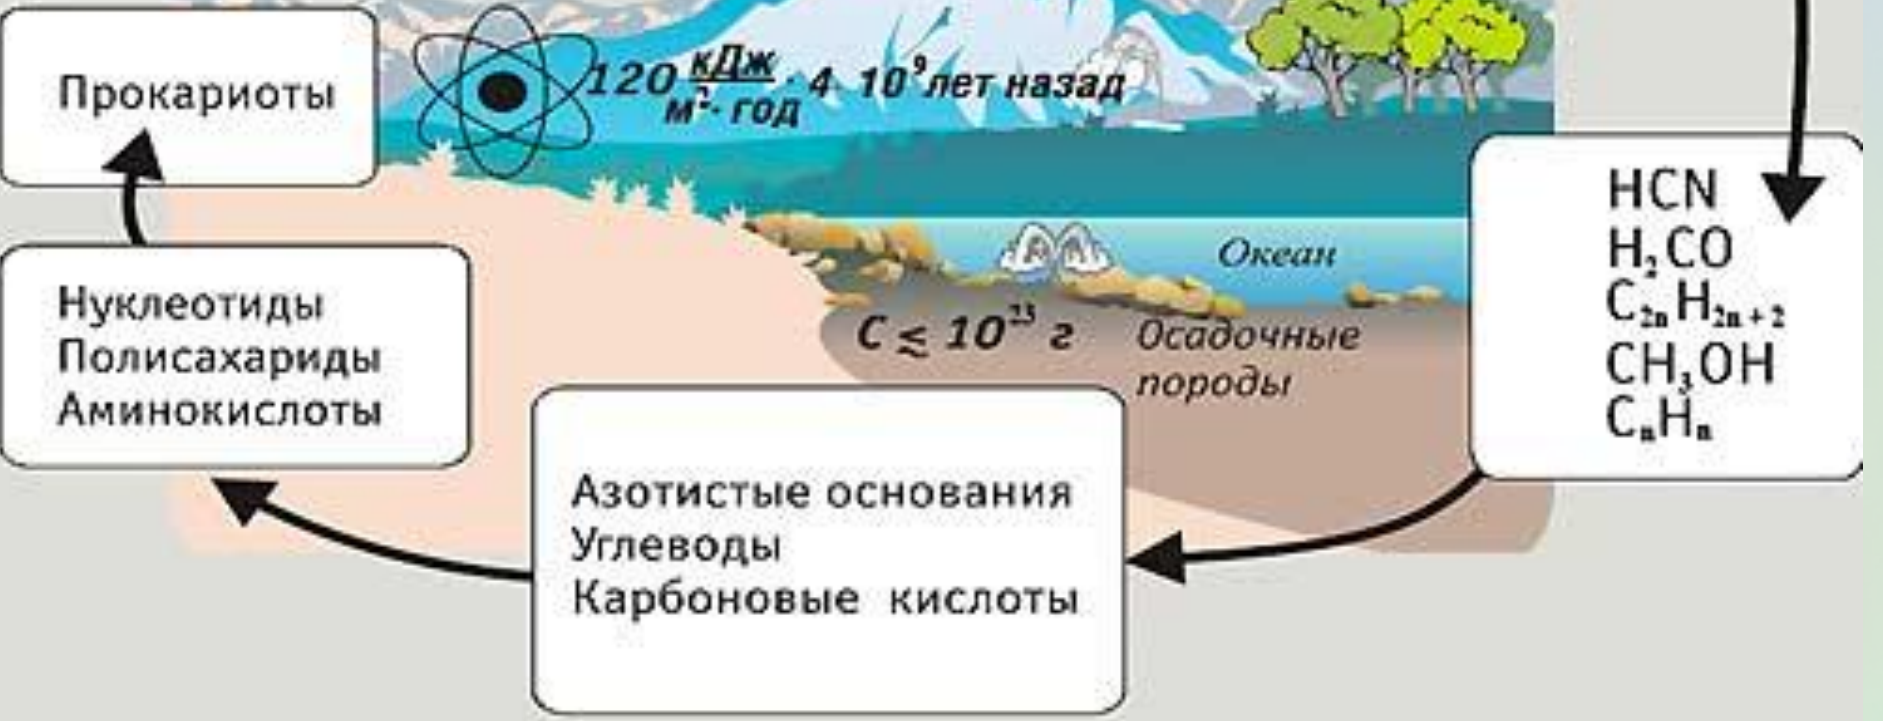 Прокариоты
120 кДж/м²· год · 4 10⁹ лет назад
Нуклеотиды
Полисахариды
Аминокислоты
Океан
C ≲ 10²³ г
Осадочные
породы
HCN
H₂CO
C₂ₙH₂ₙ₊₂
CH₃OH
CₙHₙ
Азотистые основания
Углеводы
Карбоновые кислоты